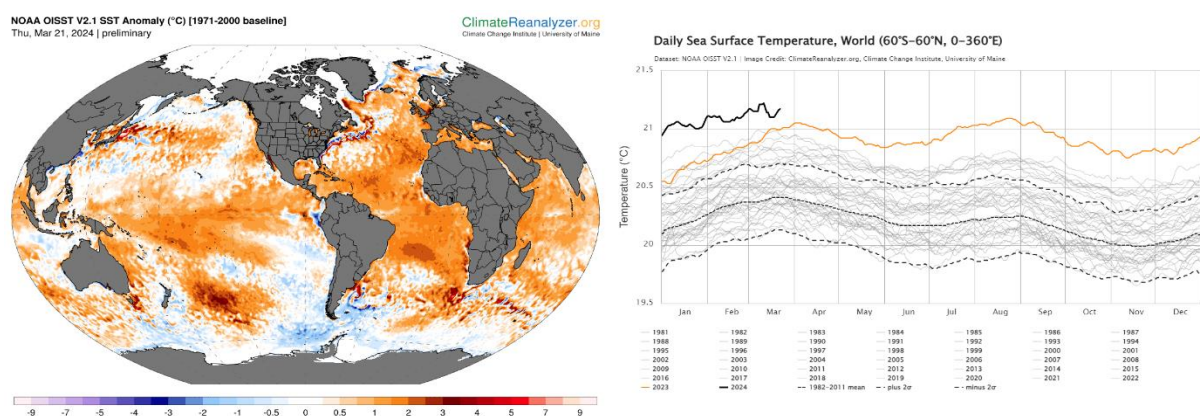 NOAA OISST V2.1 SST Anomaly (°C) [1971-2000 baseline]
Thu, Mar 21, 2024 | preliminary
ClimateReanalyzer.org
Climate Change Institute | University of Maine
-9 -7 -5 -4 -3 -2 -1 -0.5 0 0.5 1 2 3 4 5 7 9
Daily Sea Surface Temperature, World (60°S-60°N, 0-360°E)
Dataset: NOAA OISST V2.1 | Image Credit: ClimateReanalyzer.org, Climate Change Institute, University of Maine
Temperature (°C)
21.5
21
20.5
20
19.5
Jan Feb Mar Apr May Jun Jul Aug Sep Oct Nov Dec
1981 1982 1983 1984 1985 1986 1987
1988 1989 1990 1991 1992 1993 1994
1995 1996 1997 1998 1999 2000 2001
2002 2003 2004 2005 2006 2007 2008
2009 2010 2011 2012 2013 2014 2015
2016 2017 2018 2019 2020 2021 2022
2023 2024 1982-2011 mean plus 2σ minus 2σ